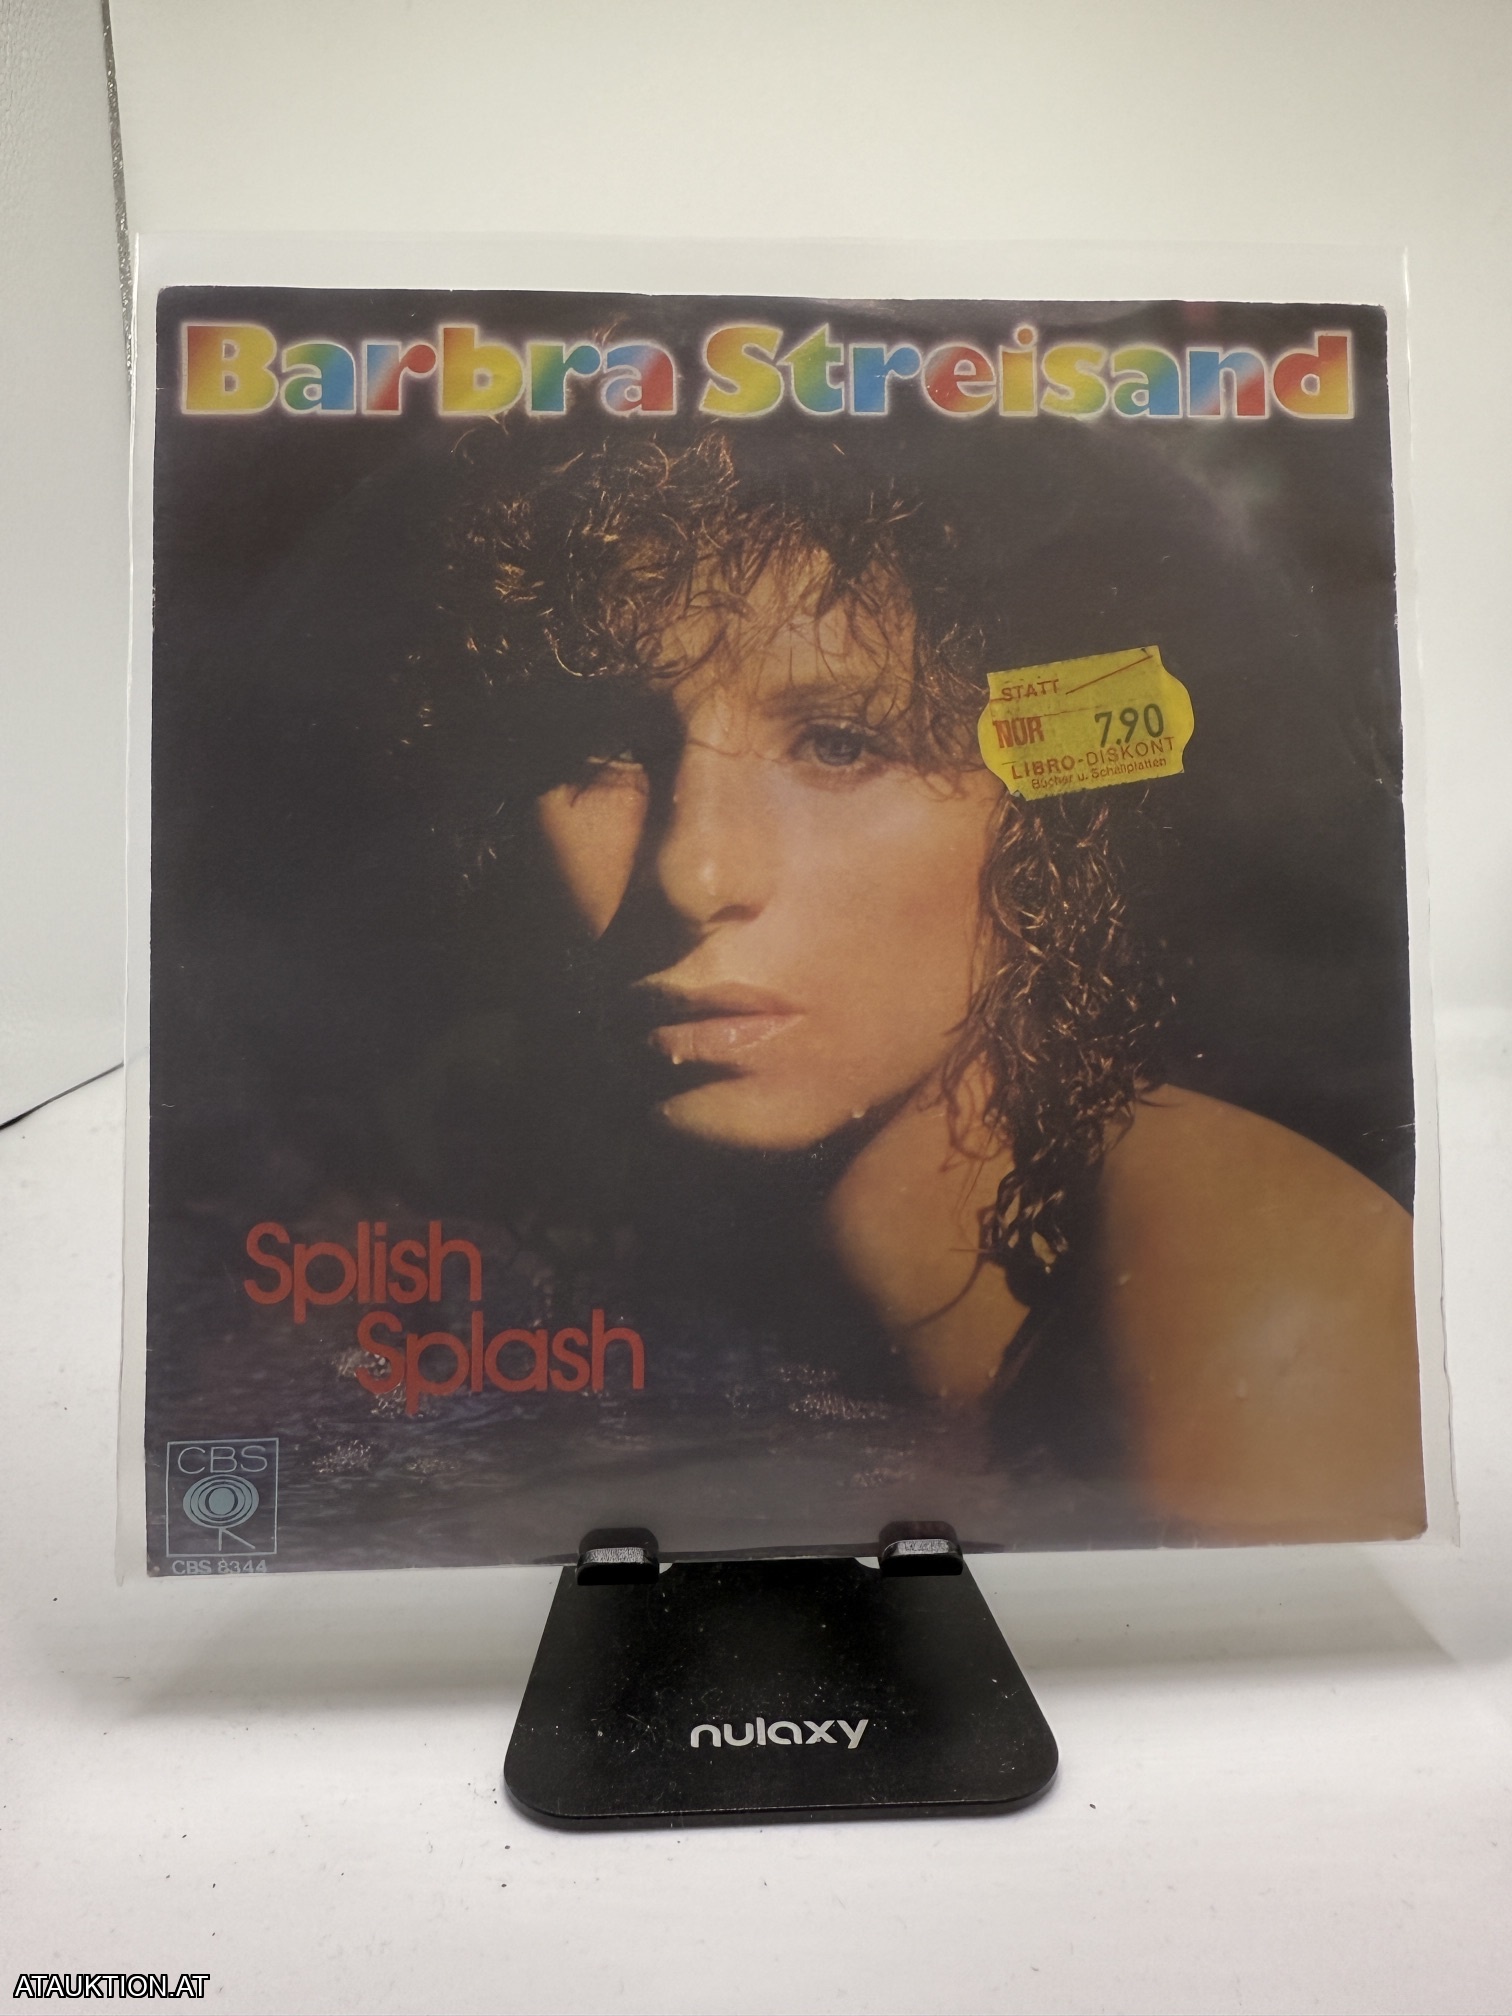 Barbra Streisand
STATT
NUR 7.90
LIBRO-DISKONT
Bücher u. Schallplatten
Splish
Splash
CBS
CBS 8344
nulaxy
ATAUKTION.AT